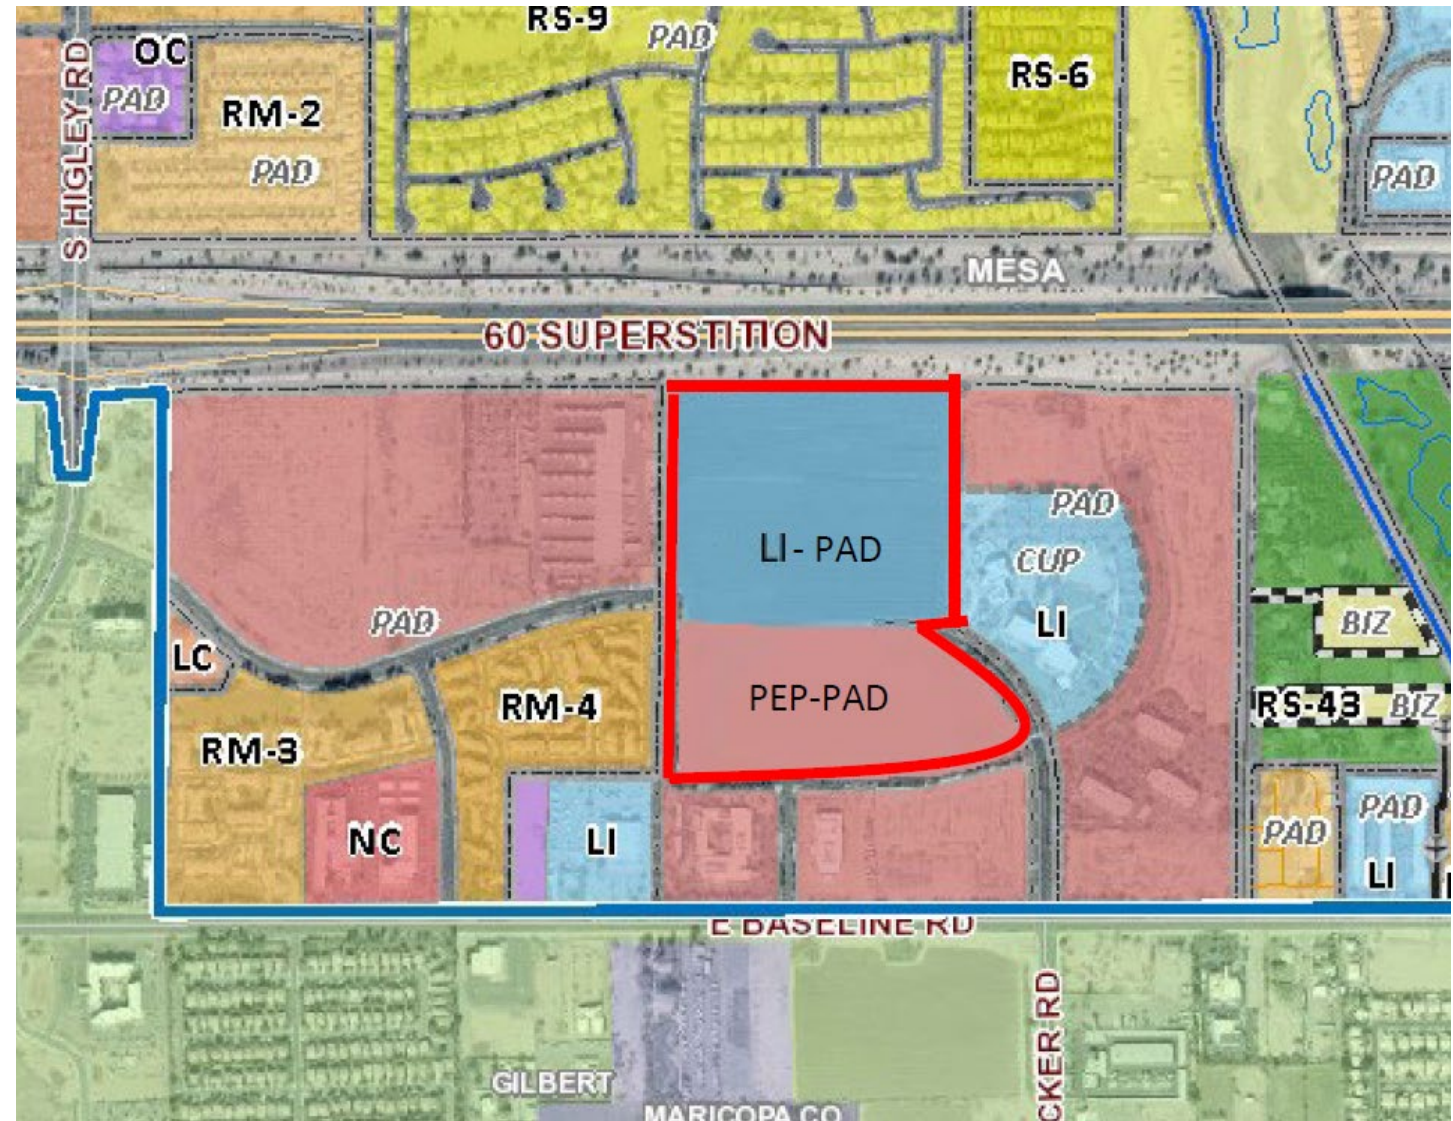 RS-9
PAD
OC
PAD
RM-2
PAD
RS-6
PAD
S HIGLEY RD
MESA
60 SUPERSTITION
PAD
LI - PAD
CUP
LI
PAD
LC
BIZ
RM-4
PEP-PAD
RS-43
BIZ
RM-3
NC
LI
PAD
PAD
LI
E BASELINE RD
CKER RD
GILBERT
MARICOPA CO